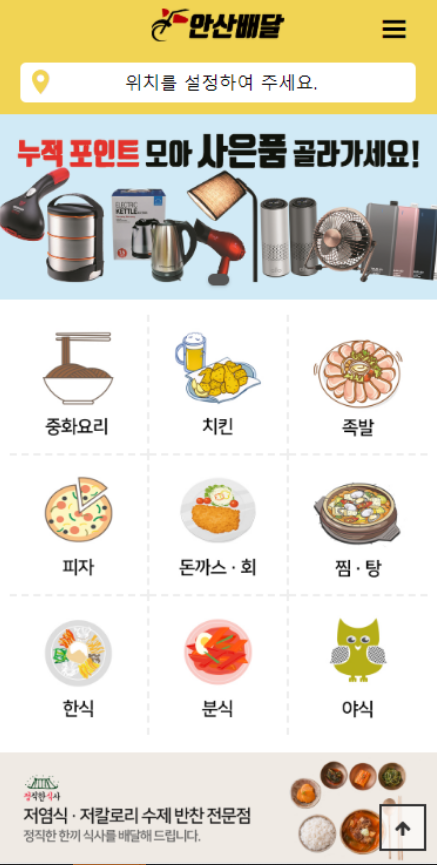 안산배달
위치를 설정하여 주세요.
누적 포인트 모아 사은품 골라가세요!
ELECTRIC
KETTLE
중화요리
치킨
족발
피자
돈까스 · 회
찜 · 탕
한식
분식
야식
정직한식사
저염식 · 저칼로리 수제 반찬 전문점
정직한 한끼 식사를 배달해 드립니다.